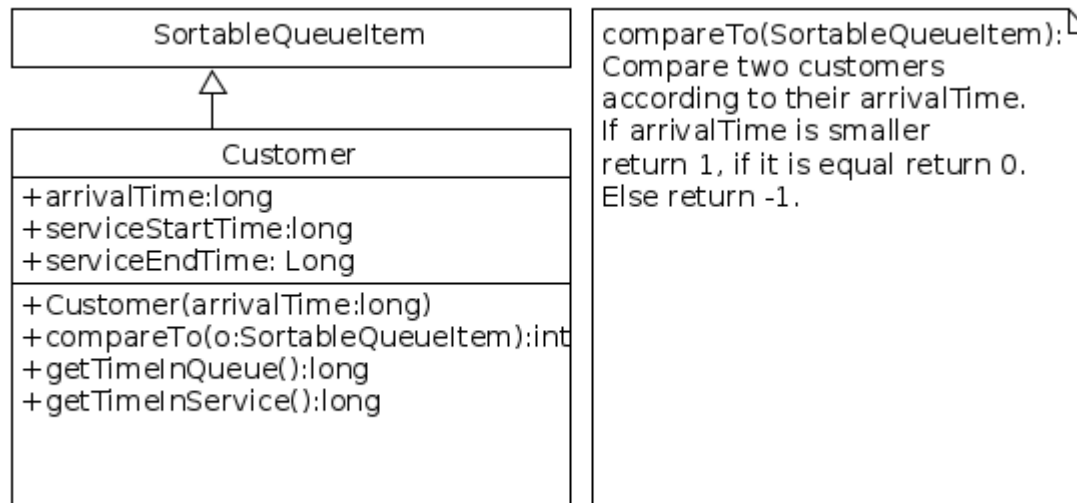 SortableQueueItem
Customer
+arrivalTime:long
+serviceStartTime:long
+serviceEndTime: Long
+Customer(arrivalTime:long)
+compareTo(o:SortableQueueItem):int
+getTimeInQueue():long
+getTimeInService():long
compareTo(SortableQueueItem):
Compare two customers
according to their arrivalTime.
If arrivalTime is smaller
return 1, if it is equal return 0.
Else return -1.